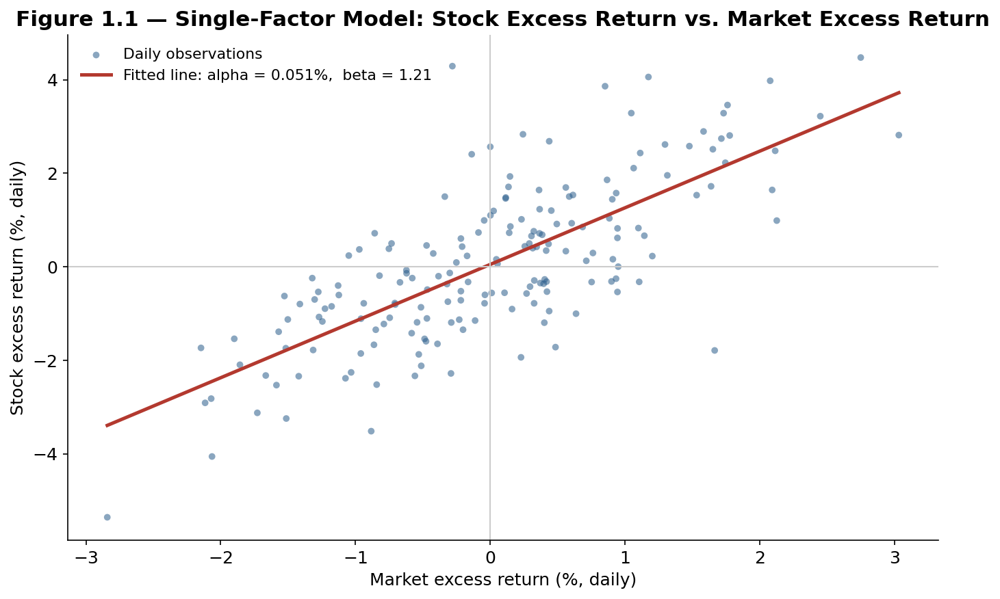 Figure 1.1 — Single-Factor Model: Stock Excess Return vs. Market Excess Return
Daily observations
Fitted line: alpha = 0.051%,  beta = 1.21
Stock excess return (%, daily)
4
2
0
−2
−4
−3
−2
−1
0
1
2
3
Market excess return (%, daily)